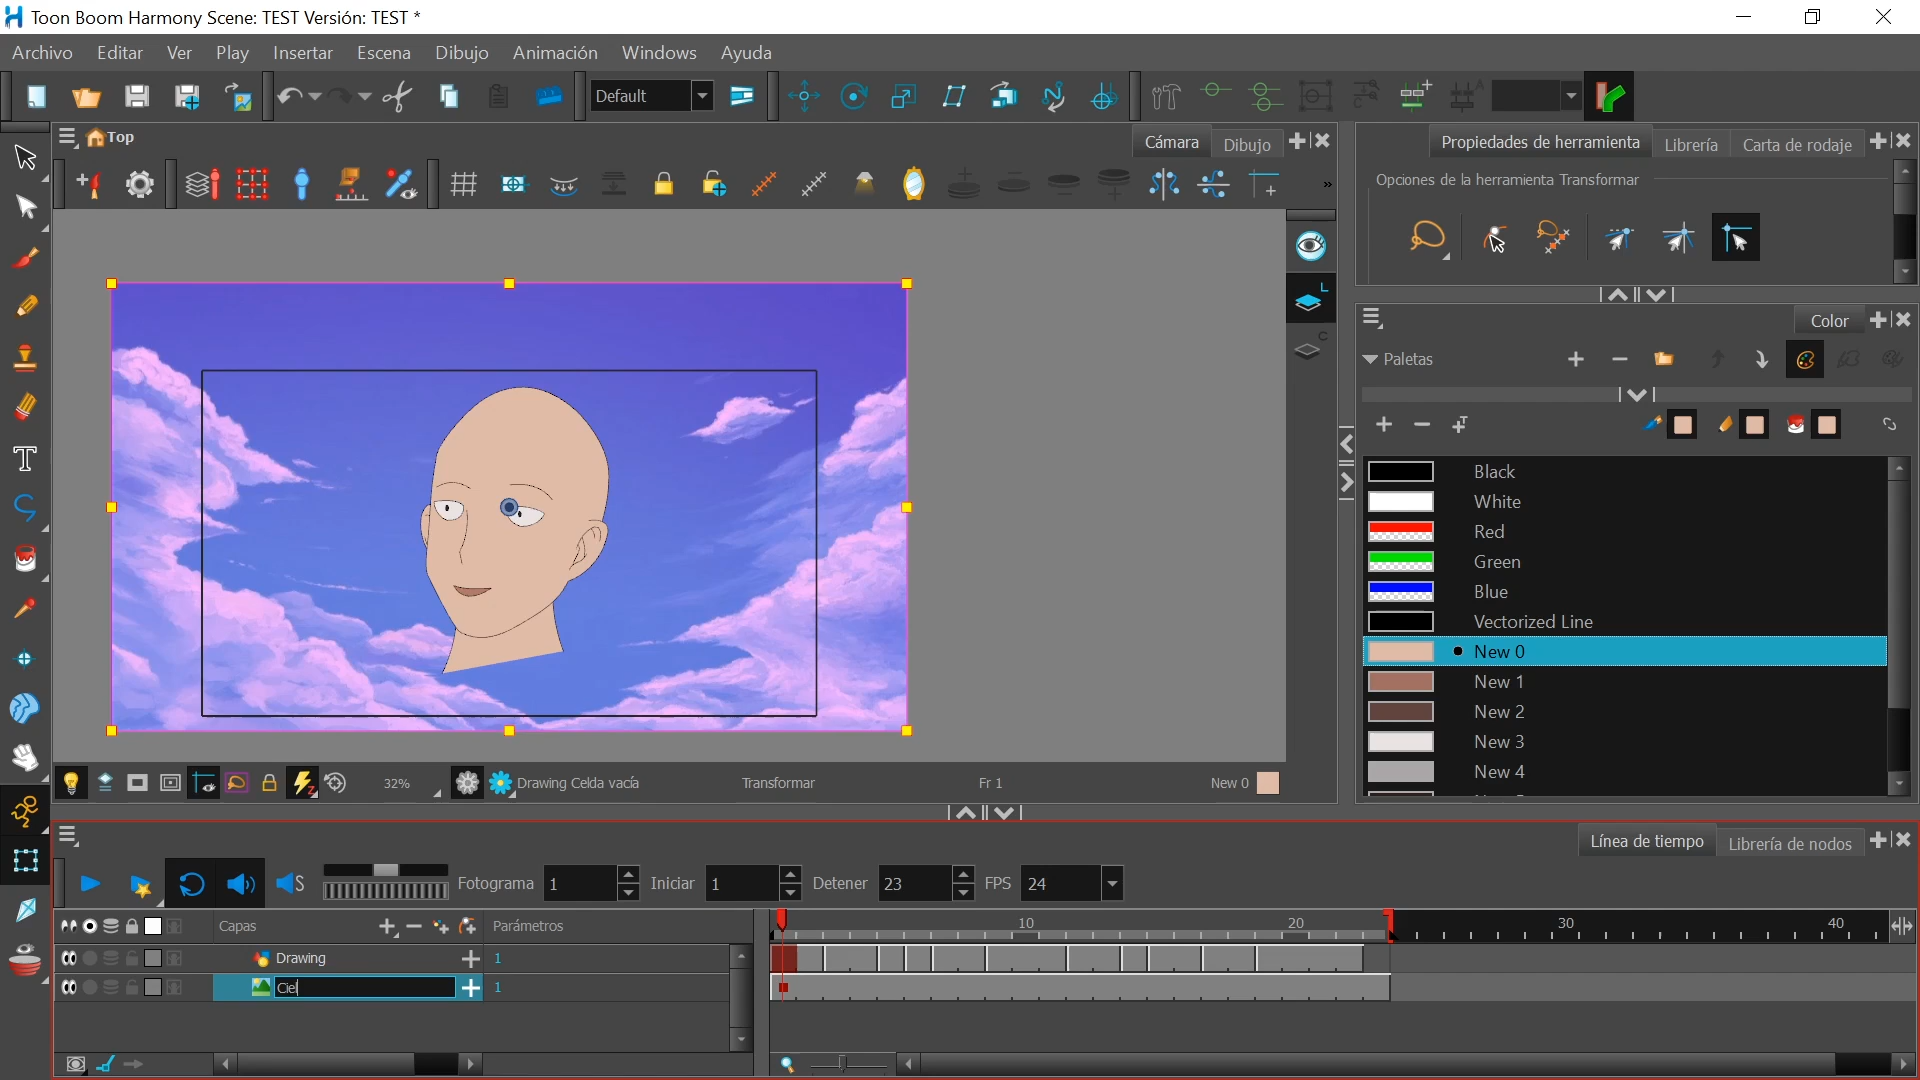 Toon Boom Harmony Scene: TEST Versión: TEST *
Archivo Editar Ver Play Insertar Escena Dibujo Animación Windows Ayuda
Default
Top
Cámara Dibujo
Propiedades de herramienta Librería Carta de rodaje
Opciones de la herramienta Transformar
Color
Paletas
Black
White
Red
Green
Blue
Vectorized Line
New 0
New 1
New 2
New 3
New 4
32% Drawing Celda vacía Transformar Fr 1 New 0
Línea de tiempo Librería de nodos
Fotograma 1 Iniciar 1 Detener 23 FPS 24
Capas Parámetros 10 20 30 40
Drawing 1
Ciel 1